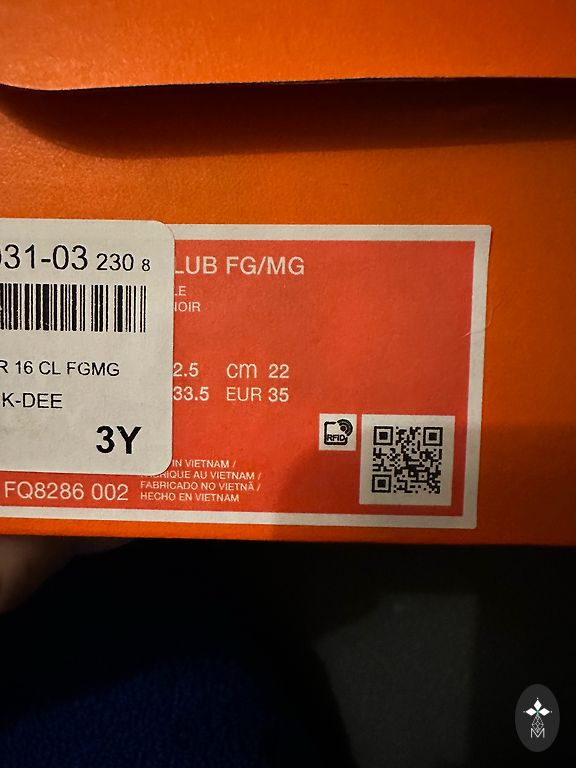 031-03 230 8
R 16 CL FGMG
K-DEE
3Y
LUB FG/MG
LE
NOIR
2.5 cm 22
33.5 EUR 35
RFID
IN VIETNAM /
FABRIQUE AU VIETNAM /
FABRICADO NO VIETNÃ /
HECHO EN VIETNAM
FQ8286 002
M